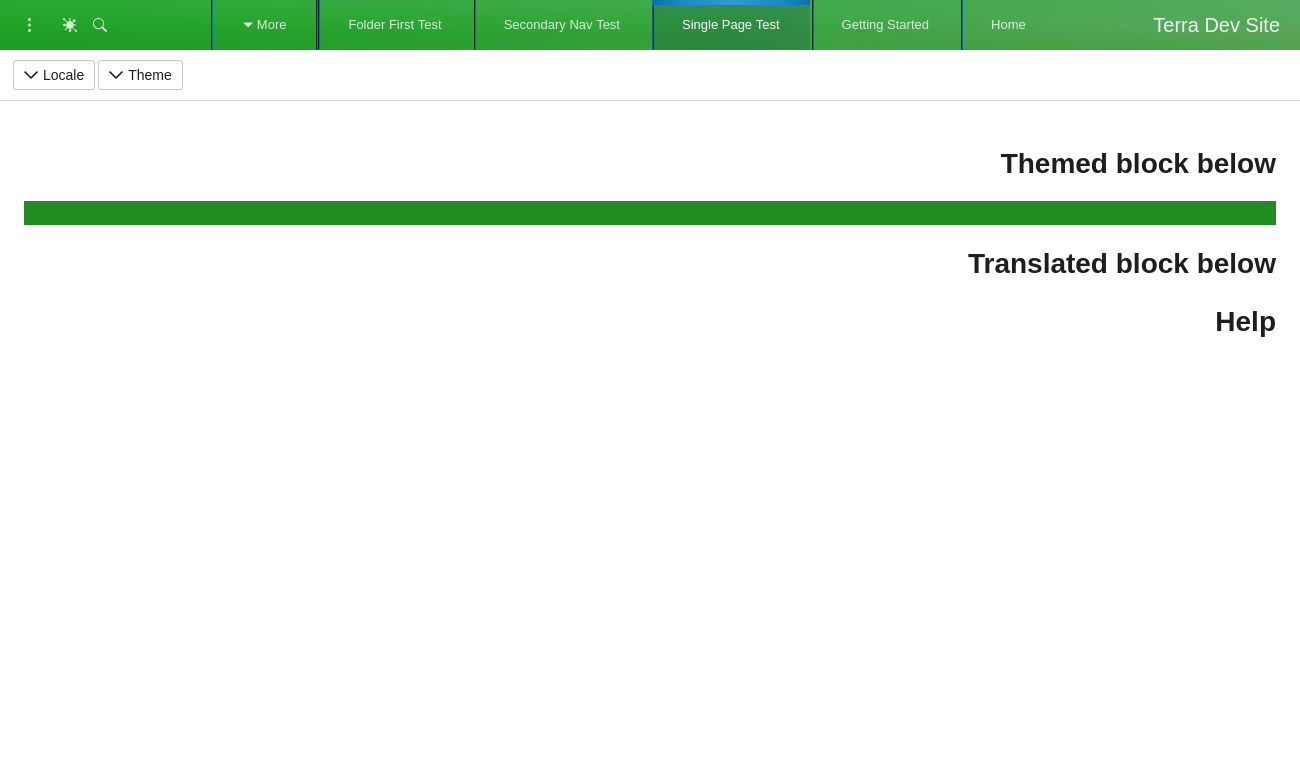 More
Folder First Test
Secondary Nav Test
Single Page Test
Getting Started
Home
Terra Dev Site
Locale
Theme
Themed block below
Translated block below
Help